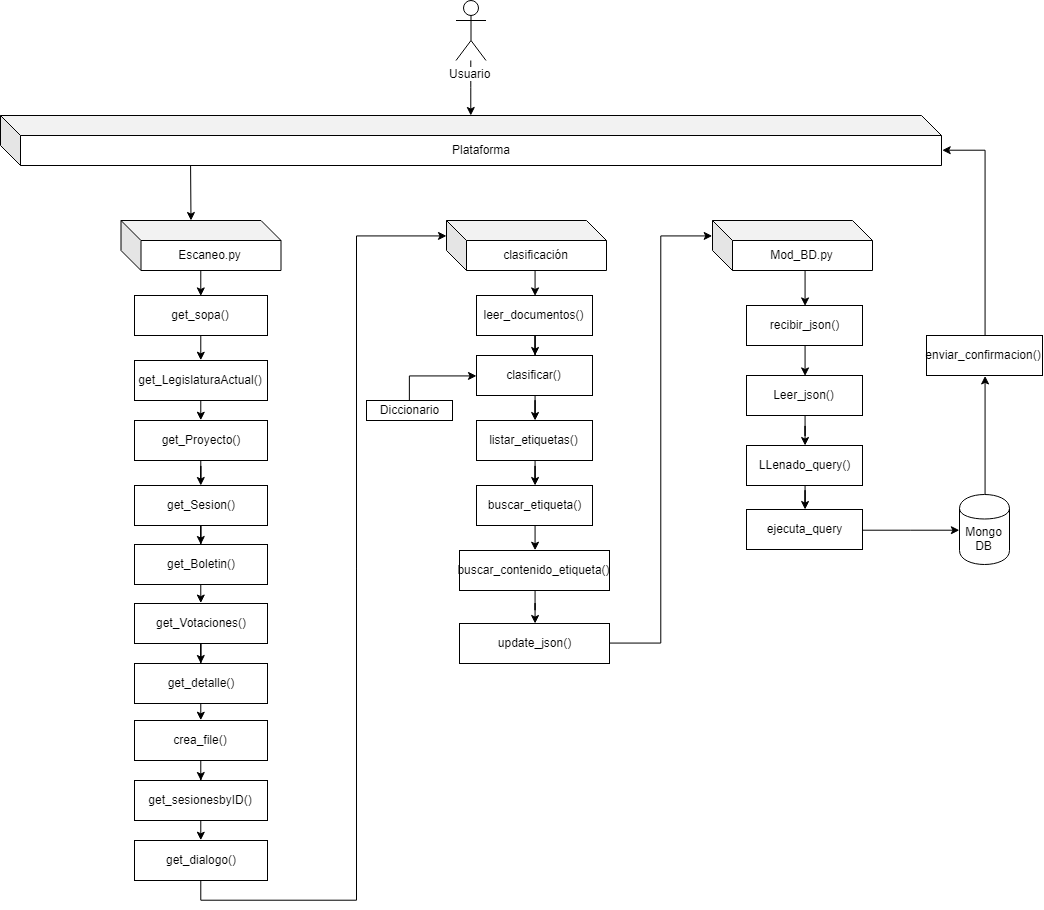 Usuario
Plataforma
Escaneo.py
get_sopa()
get_LegislaturaActual()
get_Proyecto()
get_Sesion()
get_Boletin()
get_Votaciones()
get_detalle()
crea_file()
get_sesionesbyID()
get_dialogo()
clasificación
leer_documentos()
clasificar()
Diccionario
listar_etiquetas()
buscar_etiqueta()
buscar_contenido_etiqueta()
update_json()
Mod_BD.py
recibir_json()
Leer_json()
LLenado_query()
ejecuta_query
Mongo
DB
enviar_confirmacion()